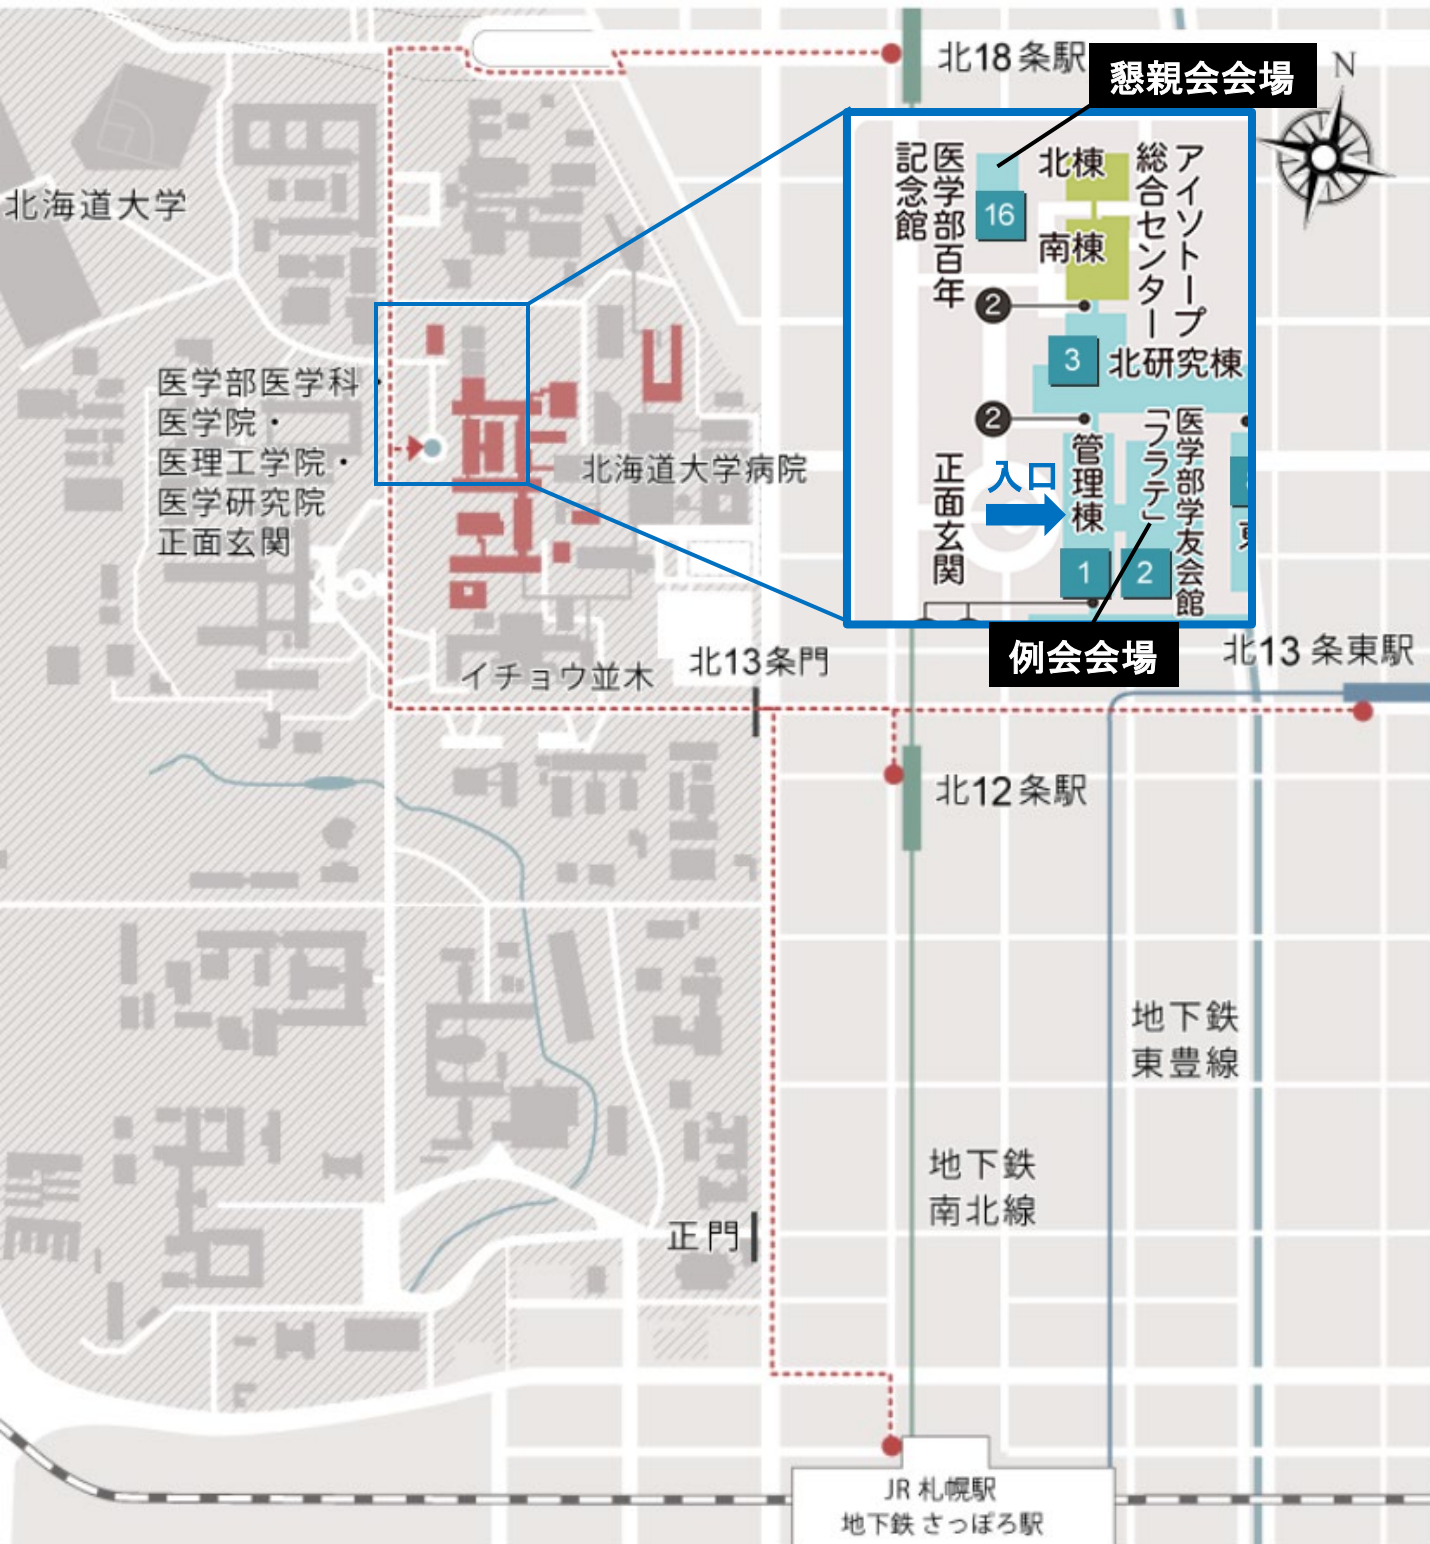 北18条駅
懇親会会場
N
医学部百年
記念館
16
北棟
南棟
アイソトープ
総合センター
2
3
北研究棟
2
管理棟
医学部学友会館
「フラテ」
正面玄関
入口
1
2
例会会場
北海道大学
医学部医学科・
医学院・
医理工学院・
医学研究院
正面玄関
北海道大学病院
イチョウ並木
北13条門
北13条東駅
北12条駅
地下鉄
東豊線
地下鉄
南北線
正門
JR 札幌駅
地下鉄 さっぽろ駅